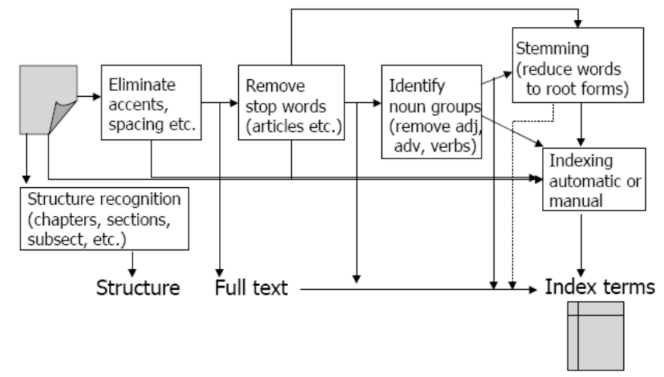 Eliminate
accents,
spacing etc.
Remove
stop words
(articles etc.)
Identify
noun groups
(remove adj,
adv, verbs)
Stemming
(reduce words
to root forms)
Indexing
automatic or
manual
Structure recognition
(chapters, sections,
subsect, etc.)
Structure
Full text
Index terms